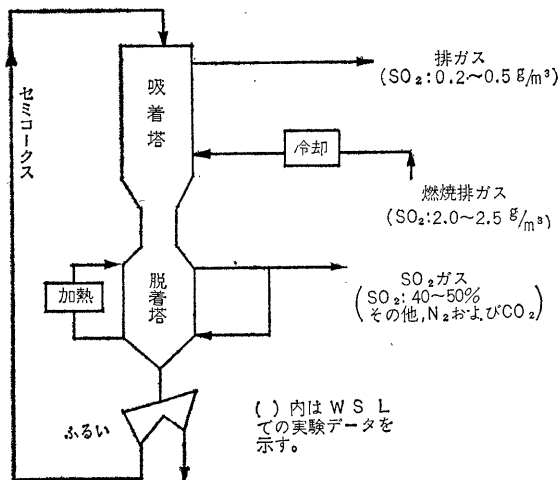 排ガス
(SO₂:0.2～0.5 g/m³)
吸着塔
セミコークス
冷却
燃焼排ガス
(SO₂:2.0～2.5 g/m³)
脱着塔
加熱
SO₂ガス
(SO₂:40～50%
その他,N₂およびCO₂)
ふるい
( )内はWSL
での実験データを
示す。